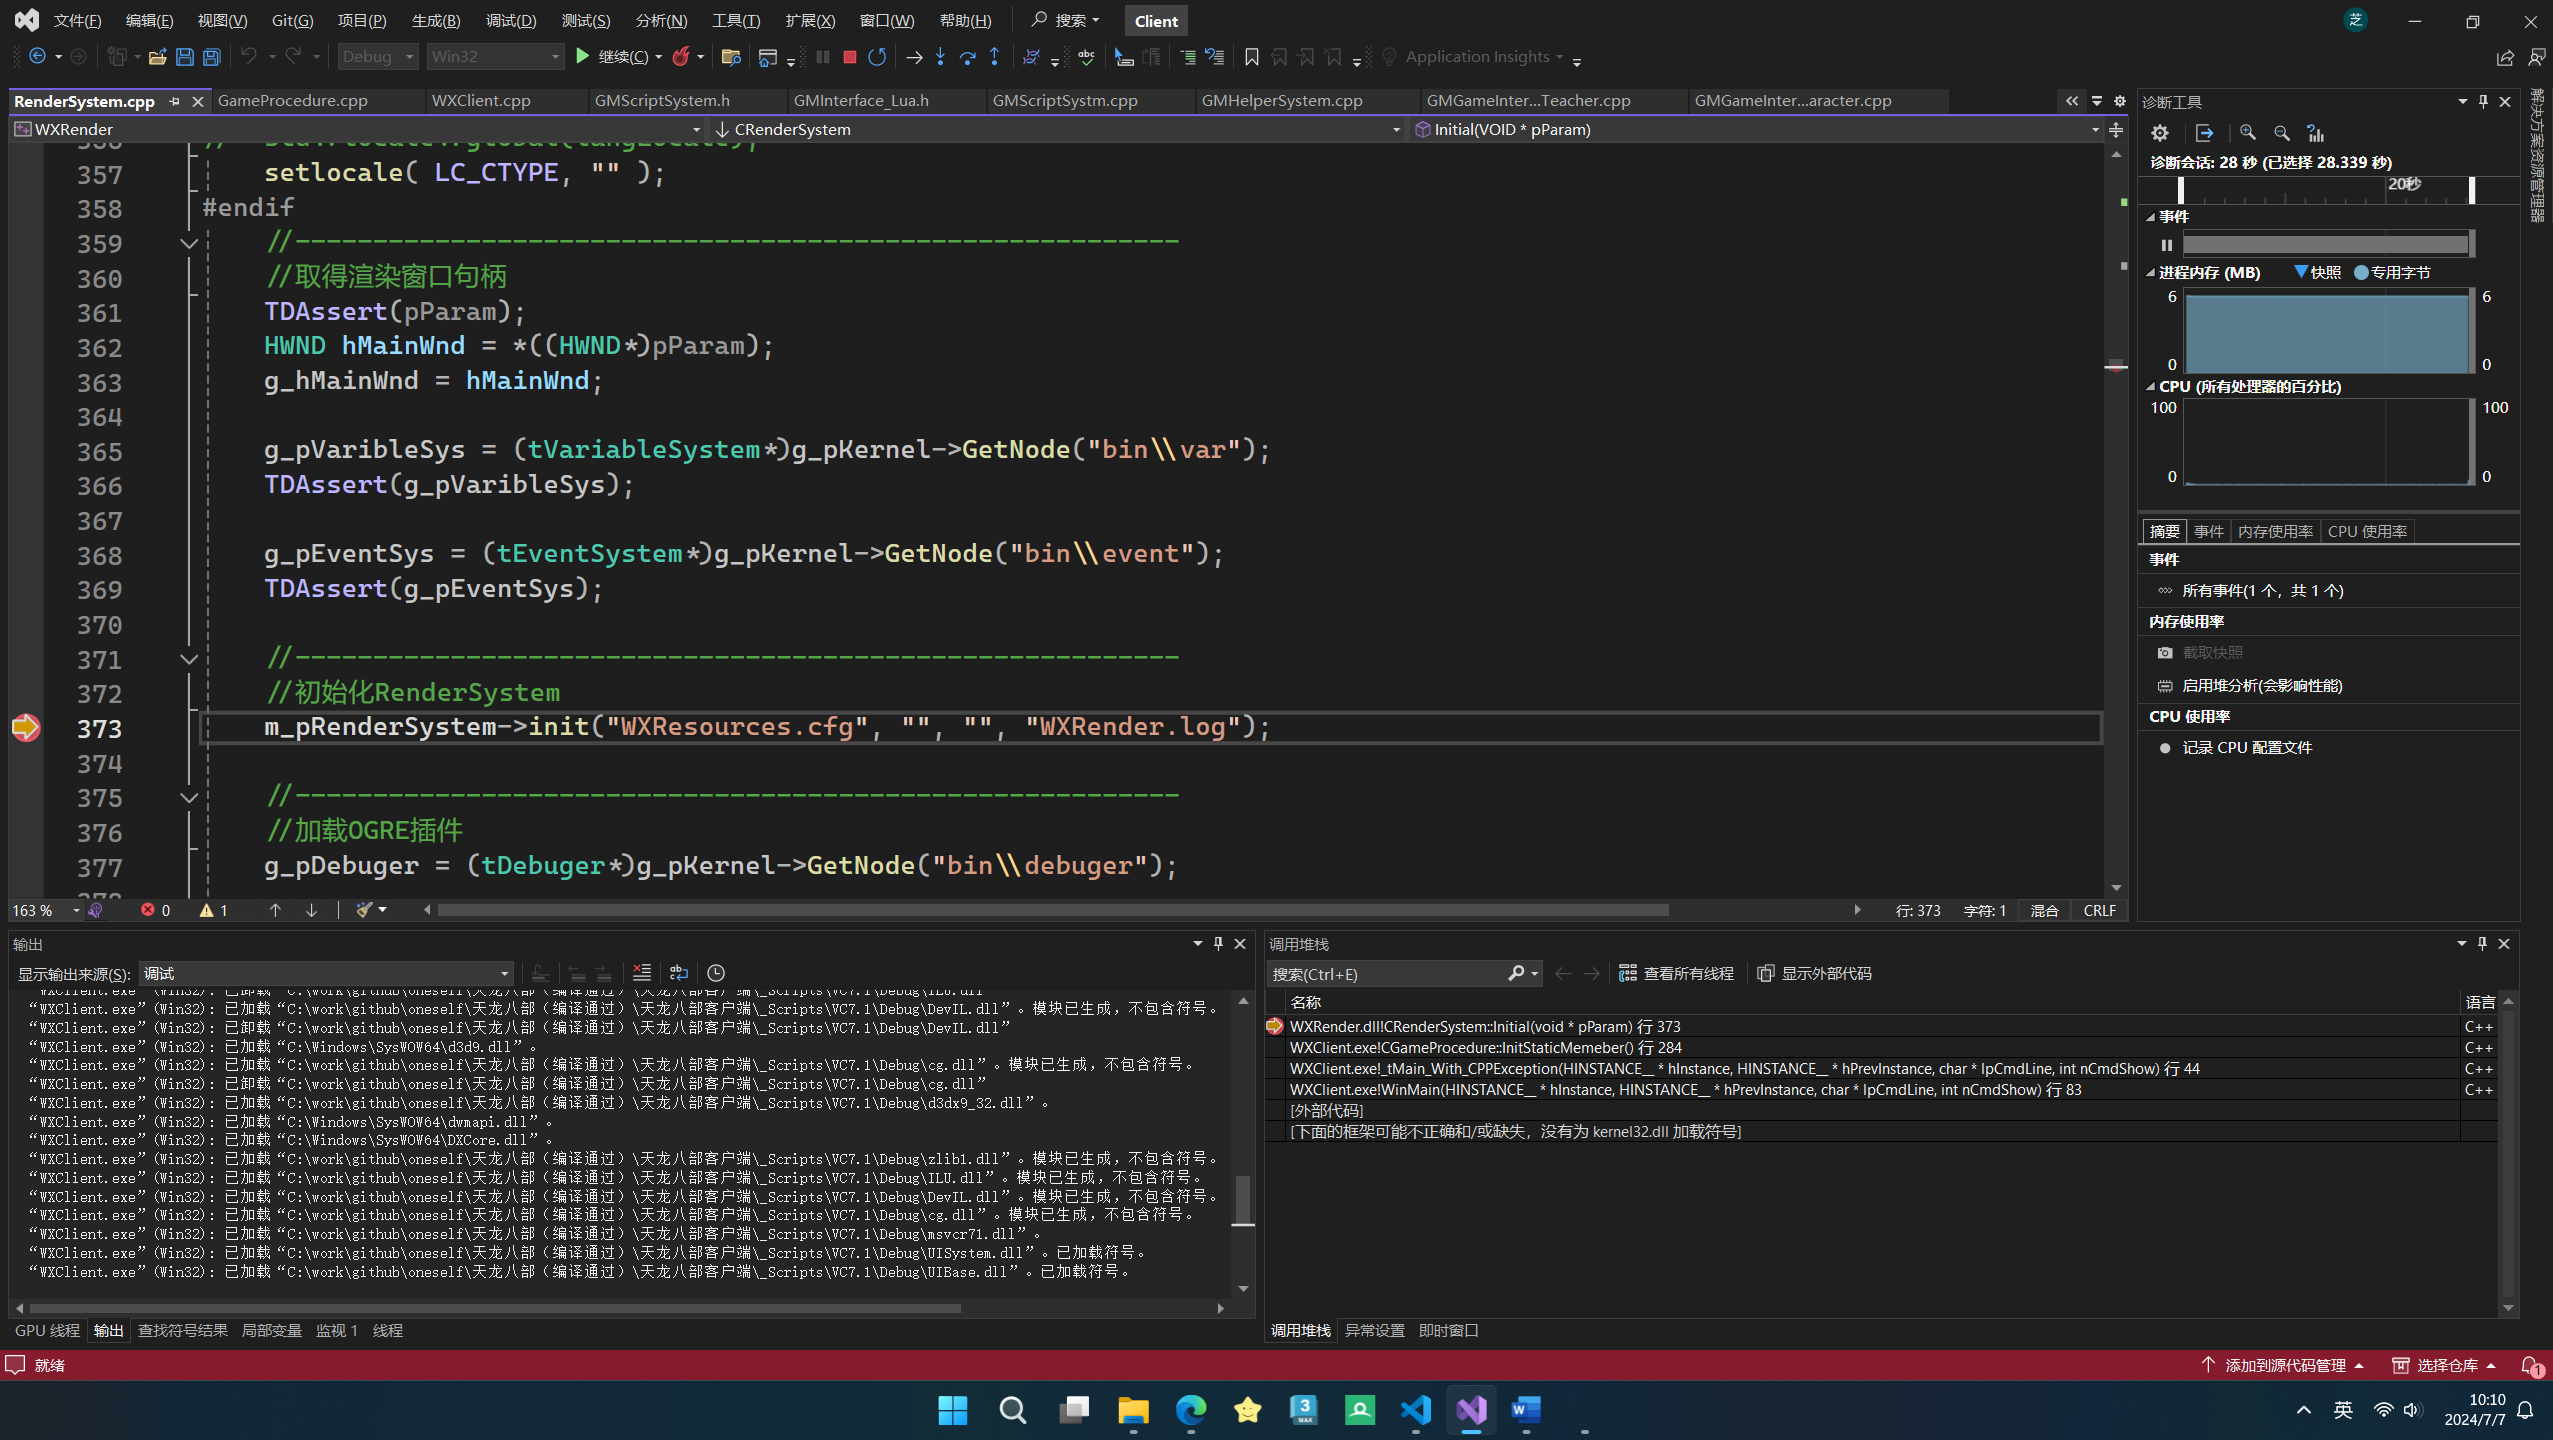 文件(F) 编辑(E) 视图(V) Git(G) 项目(P) 生成(B) 调试(D) 测试(S) 分析(N) 工具(T) 扩展(X) 窗口(W) 帮助(H) 搜索 Client 芝
Debug Win32 继续(C) Application Insights
RenderSystem.cpp GameProcedure.cpp WXClient.cpp GMScriptSystem.h GMInterface_Lua.h GMScriptSystm.cpp GMHelperSystem.cpp GMGameInter...Teacher.cpp GMGameInter...aracter.cpp
WXRender CRenderSystem Initial(VOID * pParam)
357 setlocale( LC_CTYPE, "" );
358 #endif
359 //---------------------------------------------------------
360 //取得渲染窗口句柄
361 TDAssert(pParam);
362 HWND hMainWnd = *((HWND*)pParam);
363 g_hMainWnd = hMainWnd;
364
365 g_pVaribleSys = (tVariableSystem*)g_pKernel->GetNode("bin\\var");
366 TDAssert(g_pVaribleSys);
367
368 g_pEventSys = (tEventSystem*)g_pKernel->GetNode("bin\\event");
369 TDAssert(g_pEventSys);
370
371 //---------------------------------------------------------
372 //初始化RenderSystem
373 m_pRenderSystem->init("WXResources.cfg", "", "", "WXRender.log");
374
375 //---------------------------------------------------------
376 //加载OGRE插件
377 g_pDebuger = (tDebuger*)g_pKernel->GetNode("bin\\debuger");
163 % 0 1 行: 373 字符: 1 混合 CRLF
诊断工具
诊断会话: 28 秒 (已选择 28.339 秒)
20秒
事件
进程内存 (MB) 快照 专用字节
6 6
0 0
CPU (所有处理器的百分比)
100 100
0 0
摘要 事件 内存使用率 CPU 使用率
事件
所有事件(1 个，共 1 个)
内存使用率
截取快照
启用堆分析(会影响性能)
CPU 使用率
记录 CPU 配置文件
解决方案资源管理器
输出
显示输出来源(S): 调试
“WXClient.exe”(Win32): 已卸载“C:\work\github\oneself\天龙八部（编译通过）\天龙八部客户端\_Scripts\VC7.1\Debug\ILU.dll”
“WXClient.exe”(Win32): 已加载“C:\work\github\oneself\天龙八部（编译通过）\天龙八部客户端\_Scripts\VC7.1\Debug\DevIL.dll”。模块已生成，不包含符号。
“WXClient.exe”(Win32): 已卸载“C:\work\github\oneself\天龙八部（编译通过）\天龙八部客户端\_Scripts\VC7.1\Debug\DevIL.dll”
“WXClient.exe”(Win32): 已加载“C:\Windows\SysWOW64\d3d9.dll”。
“WXClient.exe”(Win32): 已加载“C:\work\github\oneself\天龙八部（编译通过）\天龙八部客户端\_Scripts\VC7.1\Debug\cg.dll”。模块已生成，不包含符号。
“WXClient.exe”(Win32): 已卸载“C:\work\github\oneself\天龙八部（编译通过）\天龙八部客户端\_Scripts\VC7.1\Debug\cg.dll”
“WXClient.exe”(Win32): 已加载“C:\work\github\oneself\天龙八部（编译通过）\天龙八部客户端\_Scripts\VC7.1\Debug\d3dx9_32.dll”。
“WXClient.exe”(Win32): 已加载“C:\Windows\SysWOW64\dwmapi.dll”。
“WXClient.exe”(Win32): 已加载“C:\Windows\SysWOW64\DXCore.dll”。
“WXClient.exe”(Win32): 已加载“C:\work\github\oneself\天龙八部（编译通过）\天龙八部客户端\_Scripts\VC7.1\Debug\zlib1.dll”。模块已生成，不包含符号。
“WXClient.exe”(Win32): 已加载“C:\work\github\oneself\天龙八部（编译通过）\天龙八部客户端\_Scripts\VC7.1\Debug\ILU.dll”。模块已生成，不包含符号。
“WXClient.exe”(Win32): 已加载“C:\work\github\oneself\天龙八部（编译通过）\天龙八部客户端\_Scripts\VC7.1\Debug\DevIL.dll”。模块已生成，不包含符号。
“WXClient.exe”(Win32): 已加载“C:\work\github\oneself\天龙八部（编译通过）\天龙八部客户端\_Scripts\VC7.1\Debug\cg.dll”。模块已生成，不包含符号。
“WXClient.exe”(Win32): 已加载“C:\work\github\oneself\天龙八部（编译通过）\天龙八部客户端\_Scripts\VC7.1\Debug\msvcr71.dll”。
“WXClient.exe”(Win32): 已加载“C:\work\github\oneself\天龙八部（编译通过）\天龙八部客户端\_Scripts\VC7.1\Debug\UISystem.dll”。已加载符号。
“WXClient.exe”(Win32): 已加载“C:\work\github\oneself\天龙八部（编译通过）\天龙八部客户端\_Scripts\VC7.1\Debug\UIBase.dll”。已加载符号。
GPU 线程 输出 查找符号结果 局部变量 监视 1 线程
调用堆栈
搜索(Ctrl+E) 查看所有线程 显示外部代码
名称 语言
WXRender.dll!CRenderSystem::Initial(void * pParam) 行 373 C++
WXClient.exe!CGameProcedure::InitStaticMemeber() 行 284 C++
WXClient.exe!_tMain_With_CPPException(HINSTANCE__ * hInstance, HINSTANCE__ * hPrevInstance, char * lpCmdLine, int nCmdShow) 行 44 C++
WXClient.exe!WinMain(HINSTANCE__ * hInstance, HINSTANCE__ * hPrevInstance, char * lpCmdLine, int nCmdShow) 行 83 C++
[外部代码]
[下面的框架可能不正确和/或缺失，没有为 kernel32.dll 加载符号]
调用堆栈 异常设置 即时窗口
就绪 添加到源代码管理 选择仓库 1
英 10:10
2024/7/7